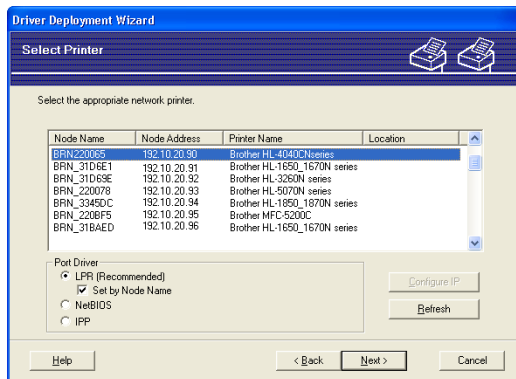 Driver Deployment Wizard
Select Printer
Select the appropriate network printer.
Node Name Node Address Printer Name Location
BRN220065 192.10.20.90 Brother HL-4040CNseries
BRN_31D6E1 192.10.20.91 Brother HL-1650_1670N series
BRN_31D69E 192.10.20.92 Brother HL-3260N series
BRN_220078 192.10.20.93 Brother HL-5070N series
BRN_3345DC 192.10.20.94 Brother HL-1850_1870N series
BRN_220BF5 192.10.20.95 Brother MFC-5200C
BRN_31BAED 192.10.20.96 Brother HL-1650_1670N series
Port Driver
LPR (Recommended)
Set by Node Name
NetBIOS
IPP
Configure IP
Refresh
Help < Back Next > Cancel